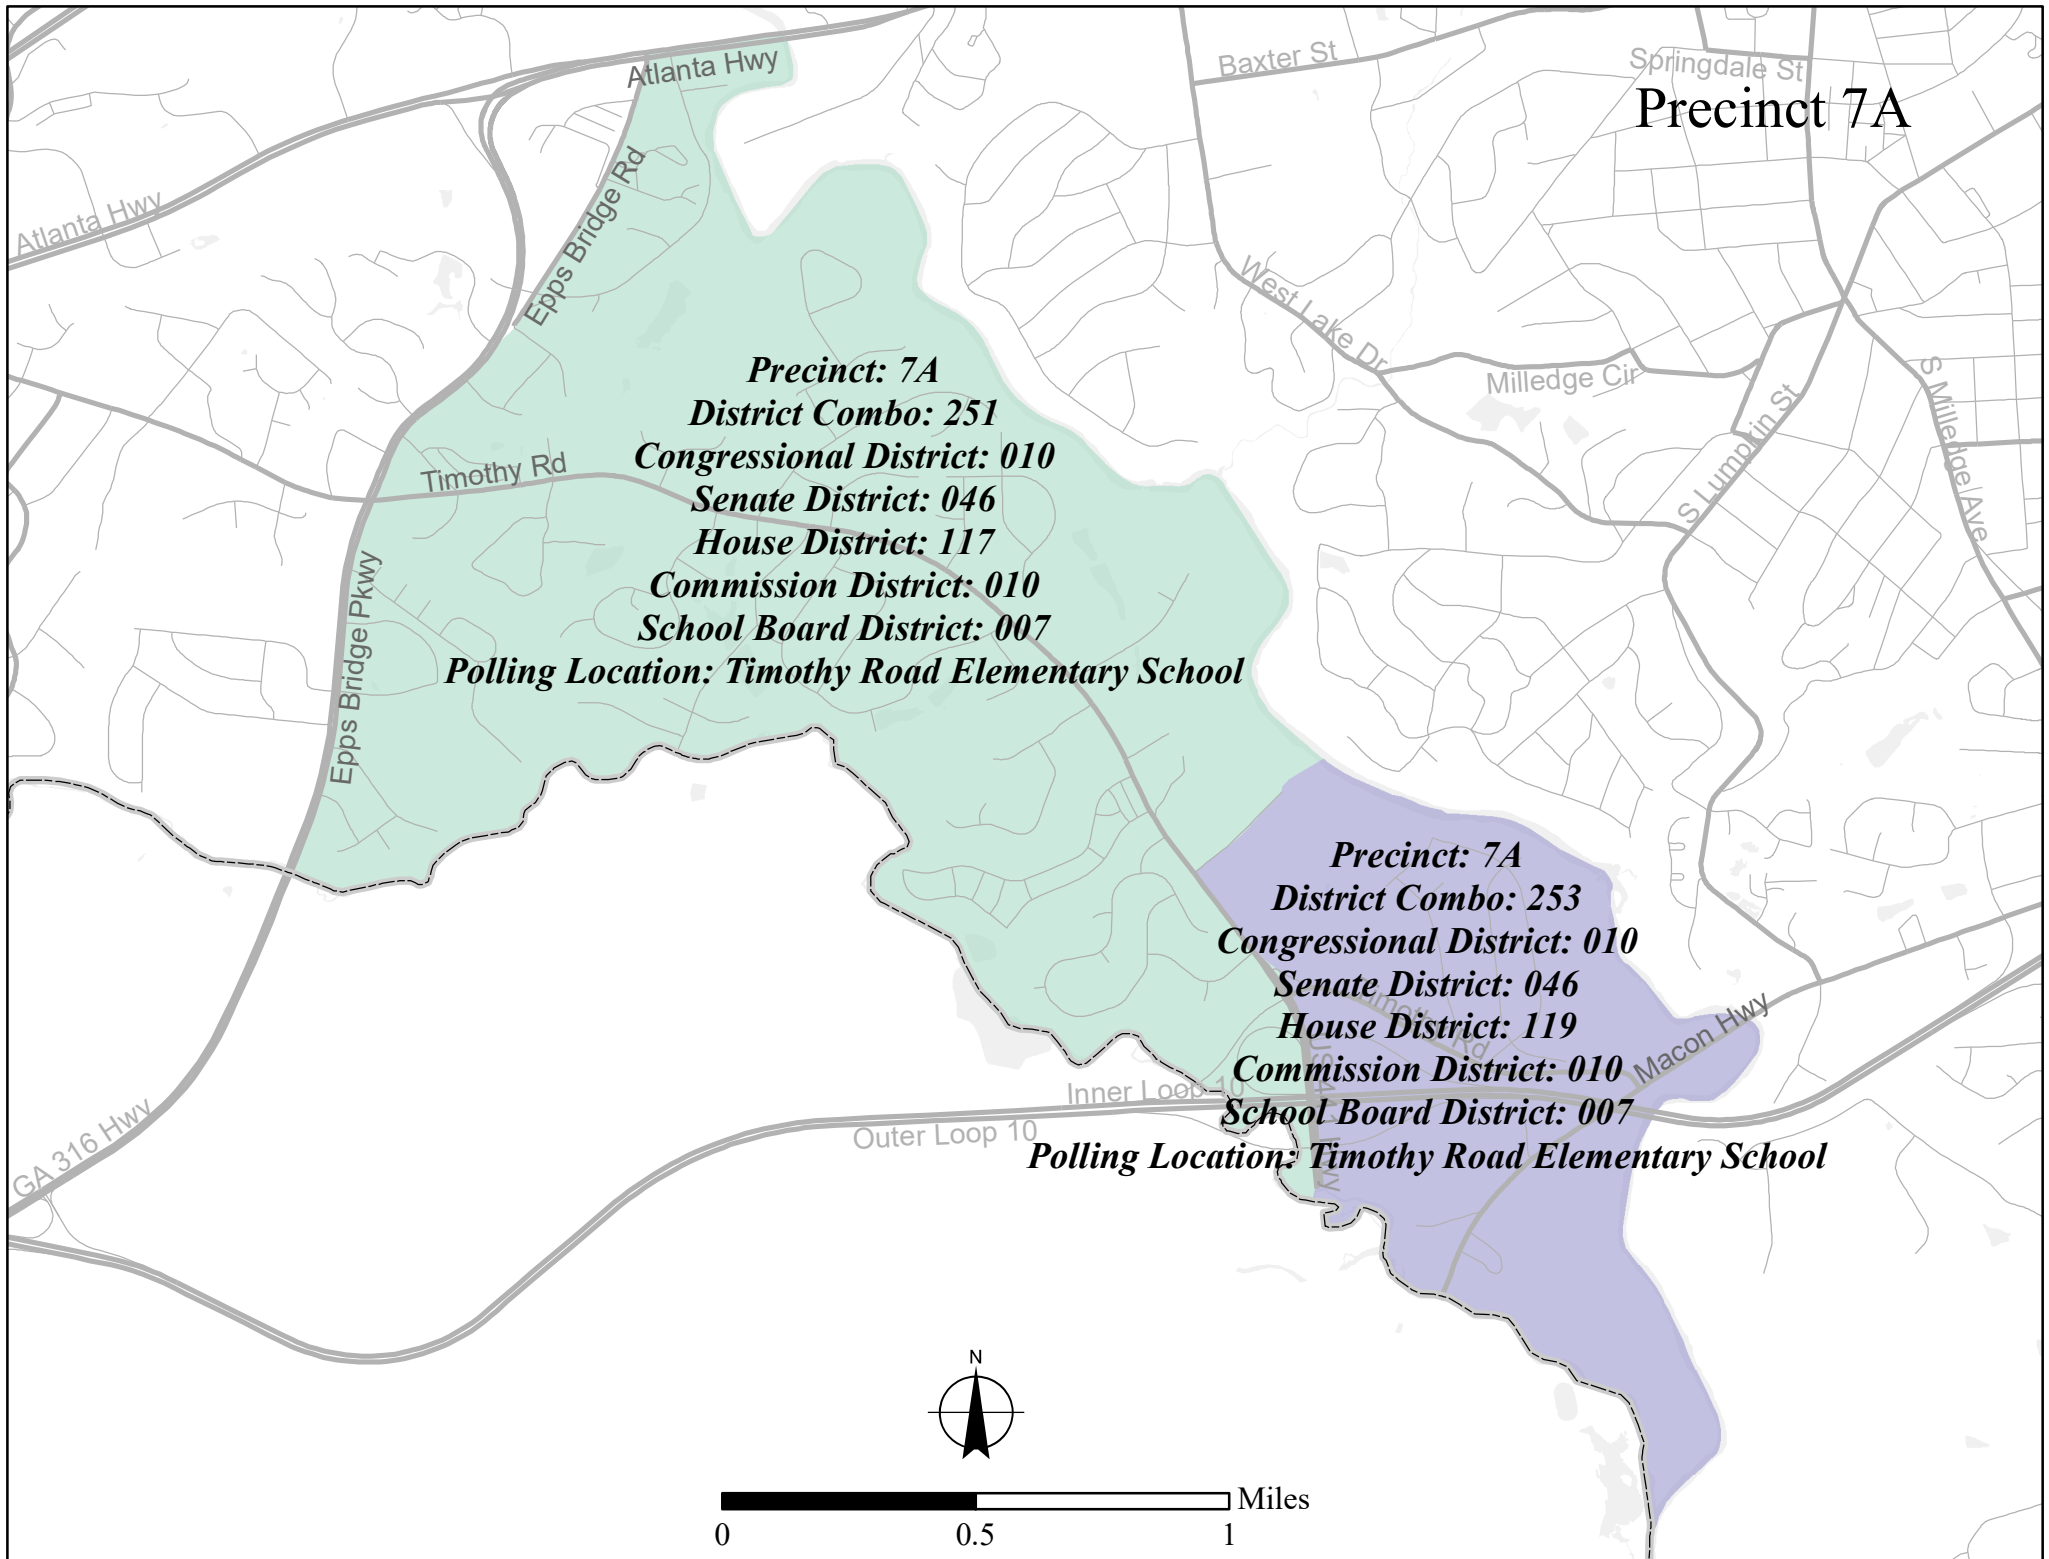 Atlanta Hwy
Baxter St
Springdale St
Precinct 7A
Atlanta Hwy
Epps Bridge Rd
West Lake Dr
Milledge Cir
S Milledge Ave
S Lumpkin St
Precinct: 7A
District Combo: 251
Congressional District: 010
Senate District: 046
House District: 117
Commission District: 010
School Board District: 007
Polling Location: Timothy Road Elementary School
Timothy Rd
Epps Bridge Pkwy
Precinct: 7A
District Combo: 253
Congressional District: 010
Senate District: 046
House District: 119
Commission District: 010
School Board District: 007
Polling Location: Timothy Road Elementary School
Timothy Rd
Macon Hwy
US 441 Hwy
Inner Loop 10
Outer Loop 10
GA 316 Hwy
N
Miles
0 0.5 1